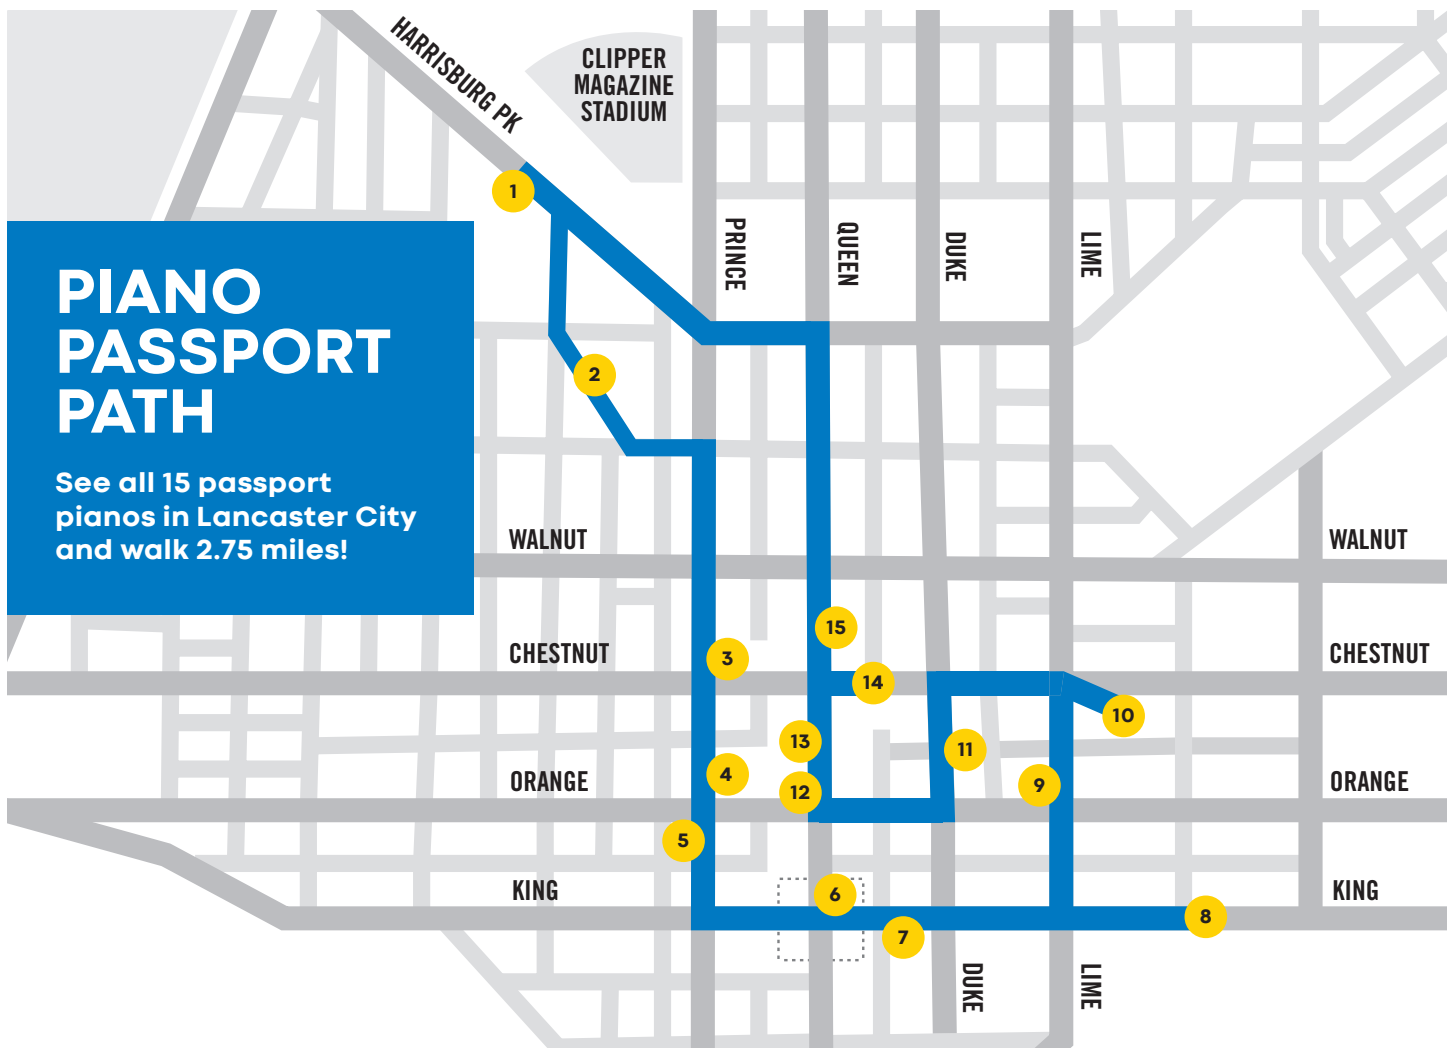 HARRISBURG PK
CLIPPER
MAGAZINE
STADIUM
1
PRINCE
QUEEN
DUKE
LIME
PIANO
PASSPORT
PATH
See all 15 passport
pianos in Lancaster City
and walk 2.75 miles!
2
WALNUT
WALNUT
15
CHESTNUT
3
CHESTNUT
14
10
13
11
4
ORANGE
12
9
ORANGE
5
KING
6
KING
7
8
DUKE
LIME